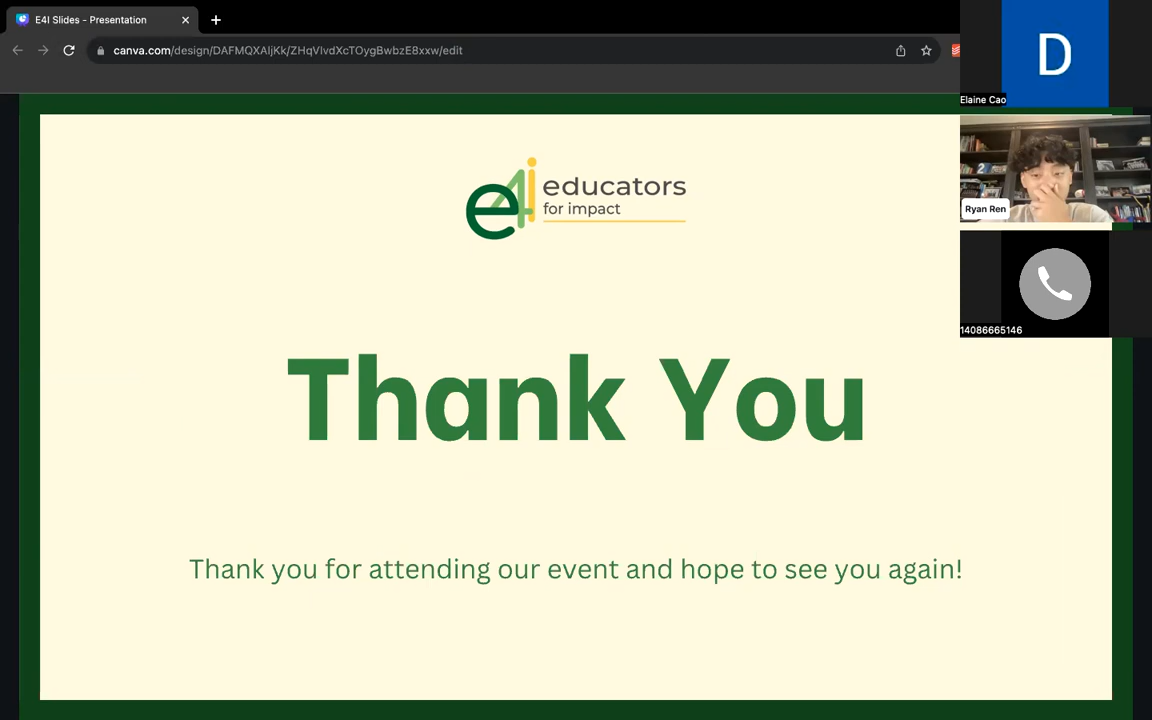 E4I Slides - Presentation
canva.com/design/DAFMQXAljKk/ZHqVlvdXcTOygBwbzE8xxw/edit
D
Elaine Cao
Ryan Ren
14086665146
e4i educators
for impact
Thank You
Thank you for attending our event and hope to see you again!